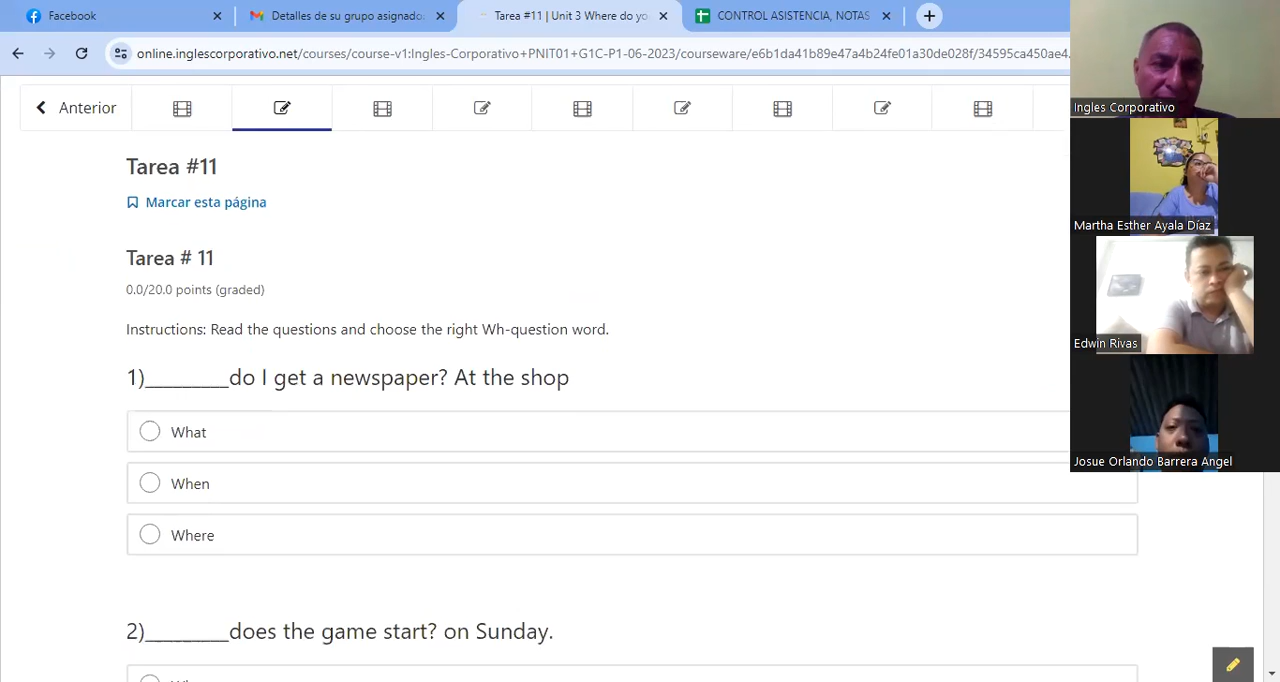 Facebook
Detalles de su grupo asignado
Tarea #11 | Unit 3 Where do yo
CONTROL ASISTENCIA, NOTAS
online.inglescorporativo.net/courses/course-v1:Ingles-Corporativo+PNIT01+G1C-P1-06-2023/courseware/e6b1da41b89e47a4b24fe01a30de028f/34595ca450ae4
Anterior
Tarea #11
Marcar esta página
Tarea # 11
0.0/20.0 points (graded)
Instructions: Read the questions and choose the right Wh-question word.
1)_________do I get a newspaper? At the shop
What
When
Where
2)_________does the game start? on Sunday.
Ingles Corporativo
Martha Esther Ayala Díaz
Edwin Rivas
Josue Orlando Barrera Angel